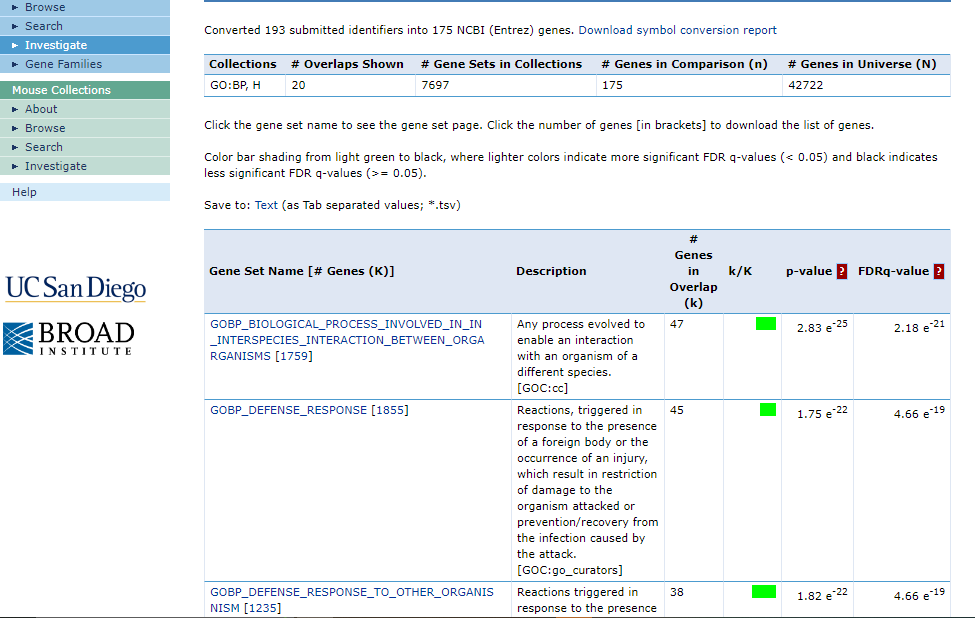 Browse
Search
Investigate
Gene Families
Mouse Collections
About
Browse
Search
Investigate
Help
UC San Diego
BROAD
INSTITUTE
Converted 193 submitted identifiers into 175 NCBI (Entrez) genes. Download symbol conversion report
Collections # Overlaps Shown # Gene Sets in Collections # Genes in Comparison (n) # Genes in Universe (N)
GO:BP, H 20 7697 175 42722
Click the gene set name to see the gene set page. Click the number of genes [in brackets] to download the list of genes.
Color bar shading from light green to black, where lighter colors indicate more significant FDR q-values (< 0.05) and black indicates
less significant FDR q-values (>= 0.05).
Save to: Text (as Tab separated values; *.tsv)
Gene Set Name [# Genes (K)]
Description
#
Genes
in
Overlap
(k)
k/K
p-value ?
FDRq-value ?
GOBP_BIOLOGICAL_PROCESS_INVOLVED_IN_IN
_INTERSPECIES_INTERACTION_BETWEEN_ORGA
RGANISMS [1759]
Any process evolved to
enable an interaction
with an organism of a
different species.
[GOC:cc]
47
2.83 e-25
2.18 e-21
GOBP_DEFENSE_RESPONSE [1855]
Reactions, triggered in
response to the presence
of a foreign body or the
occurrence of an injury,
which result in restriction
of damage to the
organism attacked or
prevention/recovery from
the infection caused by
the attack.
[GOC:go_curators]
45
1.75 e-22
4.66 e-19
GOBP_DEFENSE_RESPONSE_TO_OTHER_ORGANIS
NISM [1235]
Reactions triggered in
response to the presence
38
1.82 e-22
4.66 e-19